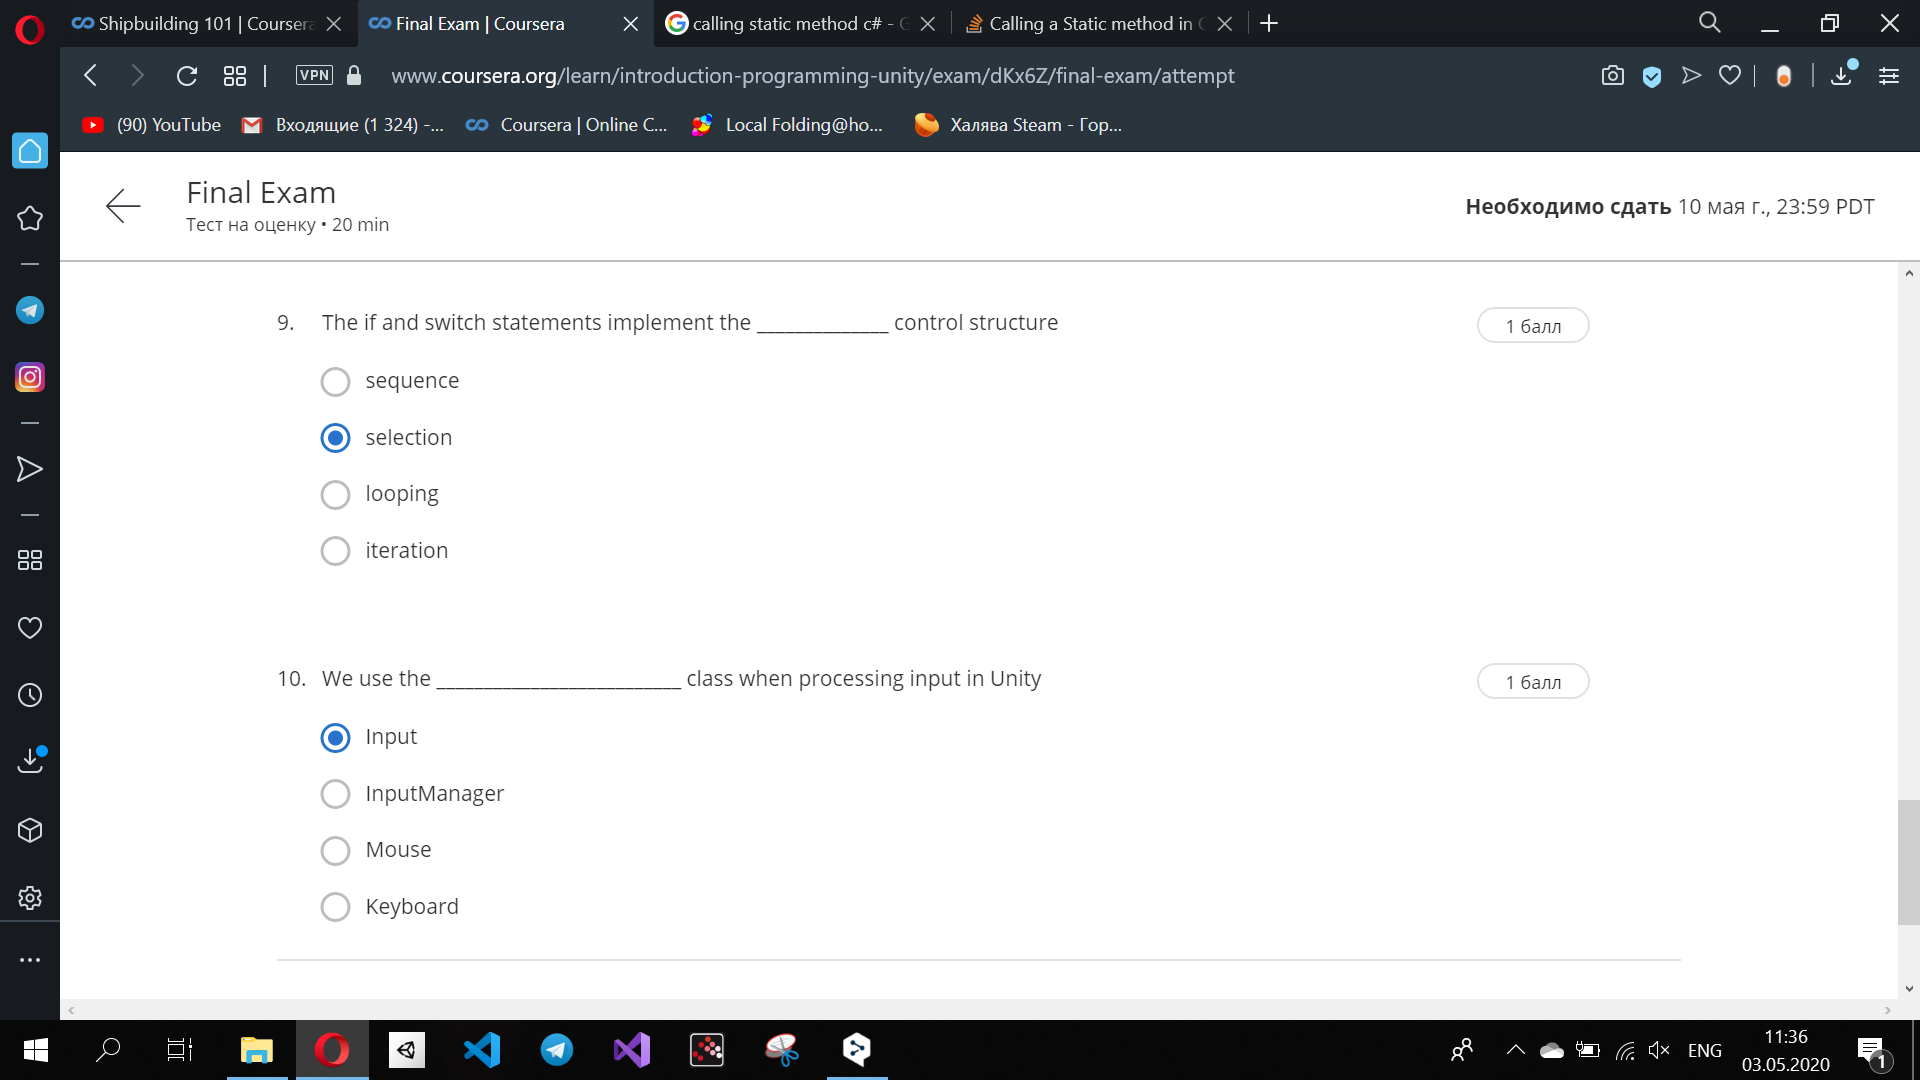 Shipbuilding 101 | Coursera
Final Exam | Coursera
calling static method c# - G
Calling a Static method in C
VPN
www.coursera.org/learn/introduction-programming-unity/exam/dKx6Z/final-exam/attempt
(90) YouTube
Входящие (1 324) -...
Coursera | Online C...
Local Folding@ho...
Халява Steam - Гор...
Final Exam
Тест на оценку • 20 min
Необходимо сдать 10 мая г., 23:59 PDT
9. The if and switch statements implement the ______________ control structure
1 балл
sequence
selection
looping
iteration
10. We use the __________________________ class when processing input in Unity
1 балл
Input
InputManager
Mouse
Keyboard
ENG
11:36
03.05.2020
1